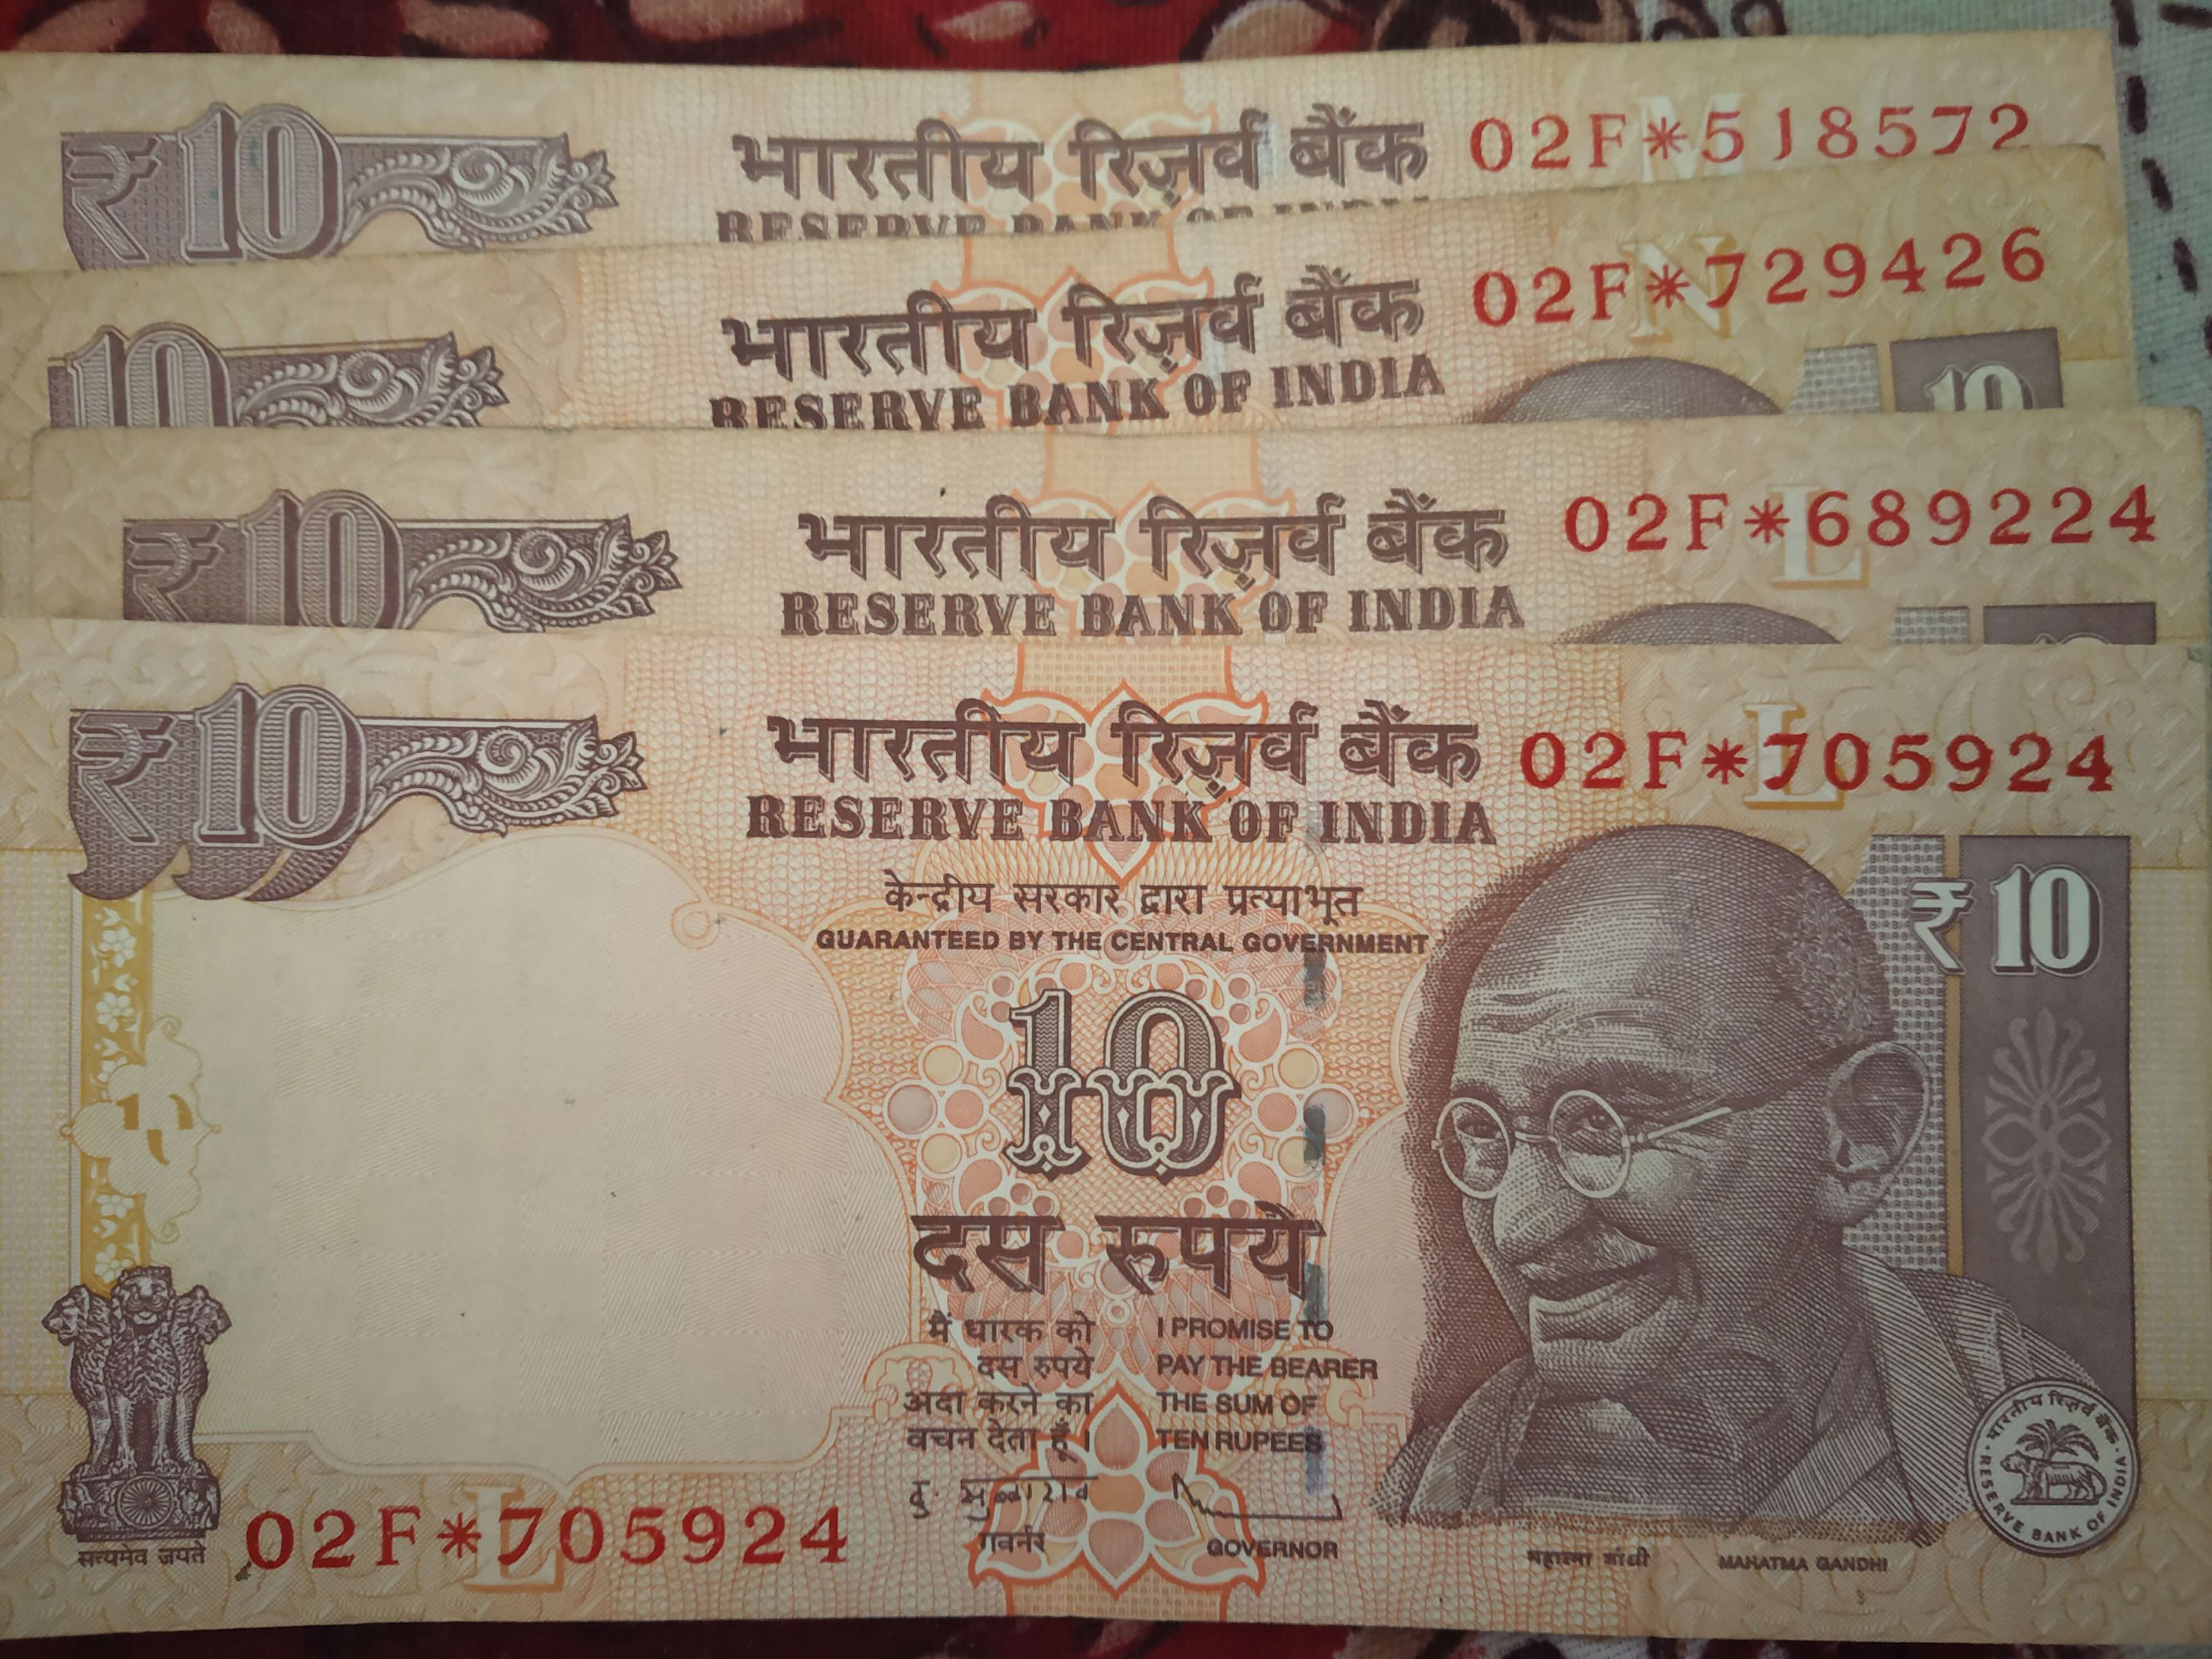 ₹10 भारतीय रिज़र्व बैंक 02F*518572
M
RESERVE BANK OF INDIA
10 भारतीय रिज़र्व बैंक 02F*729426
N
RESERVE BANK OF INDIA 10
₹10 भारतीय रिज़र्व बैंक 02F*689224
L
RESERVE BANK OF INDIA
₹10 भारतीय रिज़र्व बैंक 02F*705924
L
RESERVE BANK OF INDIA
केन्द्रीय सरकार द्वारा प्रत्याभूत
GUARANTEED BY THE CENTRAL GOVERNMENT
₹10
10
दस रुपये
मैं धारक को
दस रुपये
अदा करने का
वचन देता हूँ।
I PROMISE TO
PAY THE BEARER
THE SUM OF
TEN RUPEES
गवर्नर GOVERNOR
सत्यमेव जयते
02F*705924
L
महात्मा गांधी MAHATMA GANDHI
भारतीय रिज़र्व बैंक
RESERVE BANK OF INDIA